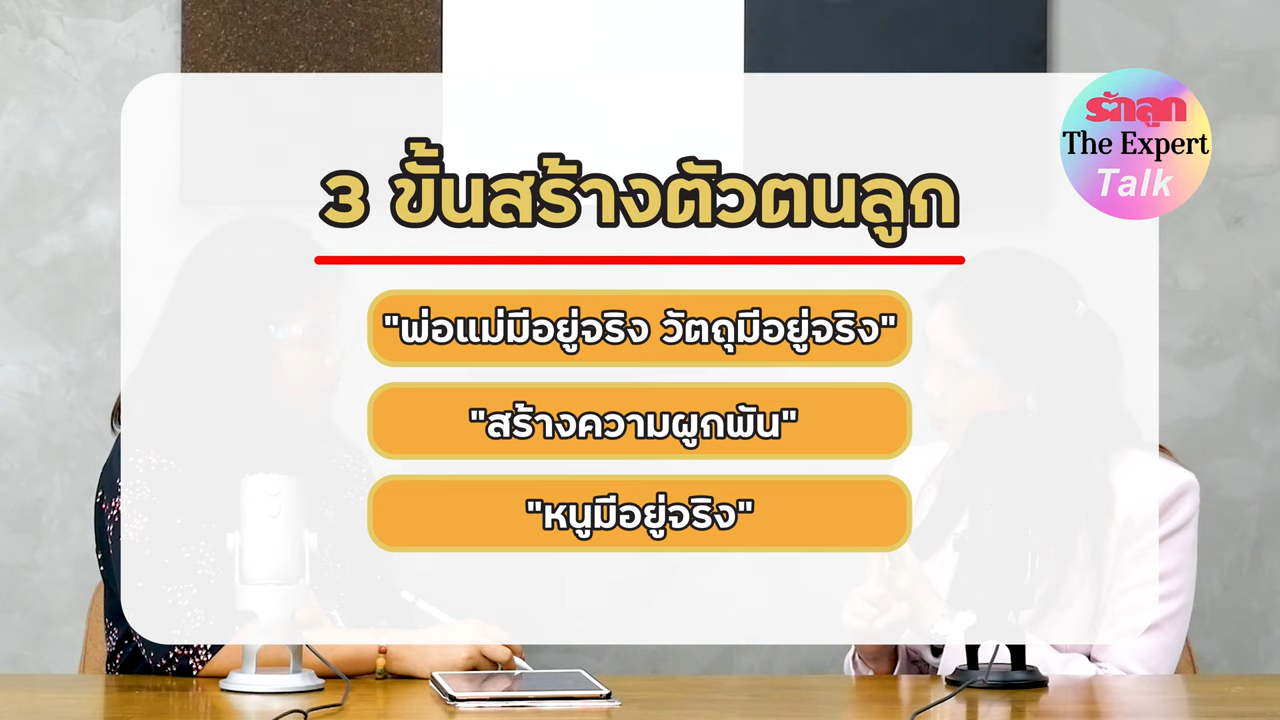 รักลูก
The Expert
Talk
3 ขั้นสร้างตัวตนลูก
"พ่อแม่มีอยู่จริง วัตถุมีอยู่จริง"
"สร้างความผูกพัน"
"หนูมีอยู่จริง"